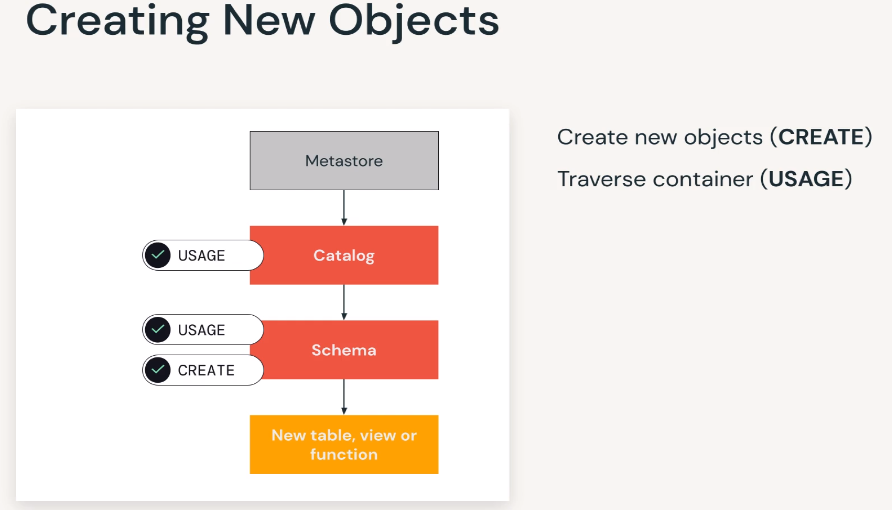 Creating New Objects
Metastore
USAGE
Catalog
USAGE
CREATE
Schema
New table, view or
function
Create new objects (CREATE)
Traverse container (USAGE)